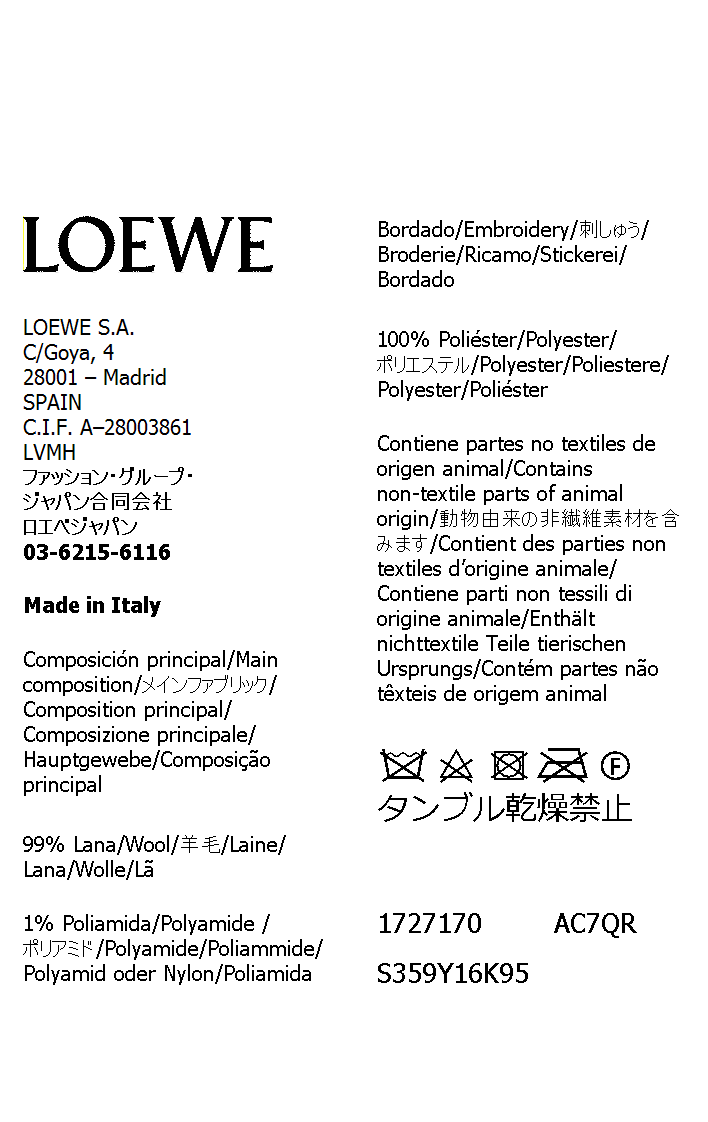 LOEWE
LOEWE S.A.
C/Goya, 4
28001 – Madrid
SPAIN
C.I.F. A–28003861
LVMH
ファッション･グループ･
ジャパン合同会社
ロエベジャパン
03-6215-6116
Made in Italy
Composición principal/Main
composition/メインファブリック/
Composition principal/
Composizione principale/
Hauptgewebe/Composição
principal
99% Lana/Wool/羊毛/Laine/
Lana/Wolle/Lã
1% Poliamida/Polyamide /
ポリアミド/Polyamide/Poliammide/
Polyamid oder Nylon/Poliamida
Bordado/Embroidery/刺しゅう/
Broderie/Ricamo/Stickerei/
Bordado
100% Poliéster/Polyester/
ポリエステル/Polyester/Poliestere/
Polyester/Poliéster
Contiene partes no textiles de
origen animal/Contains
non-textile parts of animal
origin/動物由来の非繊維素材を含
みます/Contient des parties non
textiles d’origine animale/
Contiene parti non tessili di
origine animale/Enthält
nichttextile Teile tierischen
Ursprungs/Contém partes não
têxteis de origem animal
F
タンブル乾燥禁止
1727170 AC7QR
S359Y16K95